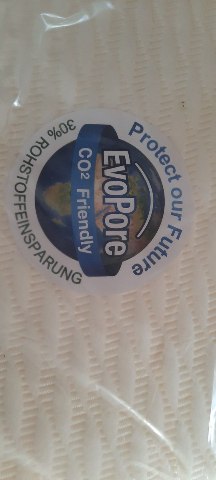 Protect our Future
EvoPore
CO2 Friendly
30% ROHSTOFFEINSPARUNG